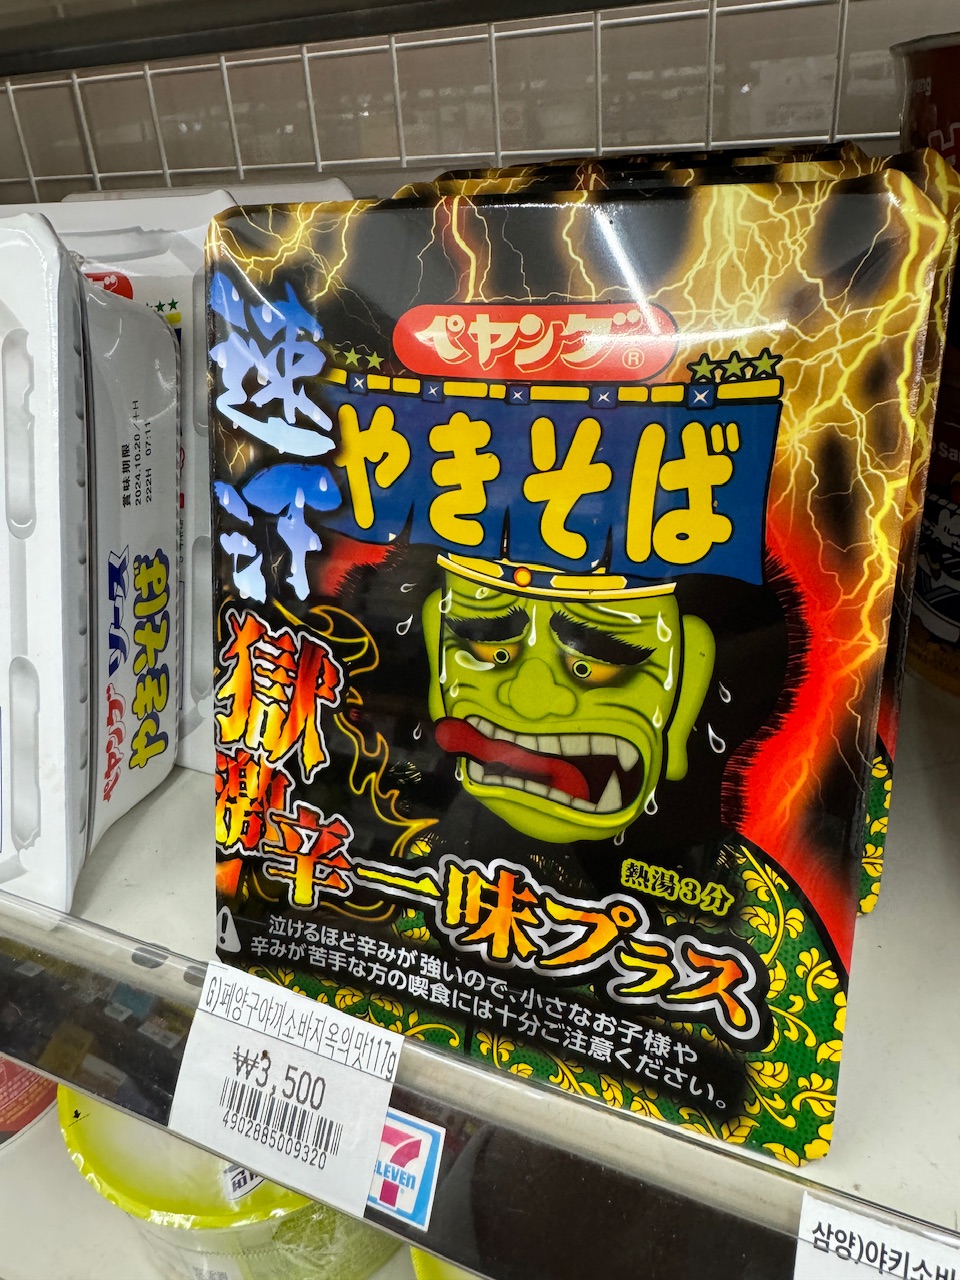 ペヤング®
やきそば
辣汗
獄
激辛一味プラス
熱湯3分
泣けるほど辛みが強いので、小さなお子様や
辛みが苦手な方の喫食には十分ご注意ください。
賞味期限
2024.10.20 /+H
222H 07:11
ペヤング ソース
やきそば
G)페양구야끼소바지옥의맛117g
₩3,500
4902885009320
7
ELEVEN
삼양)야키소바